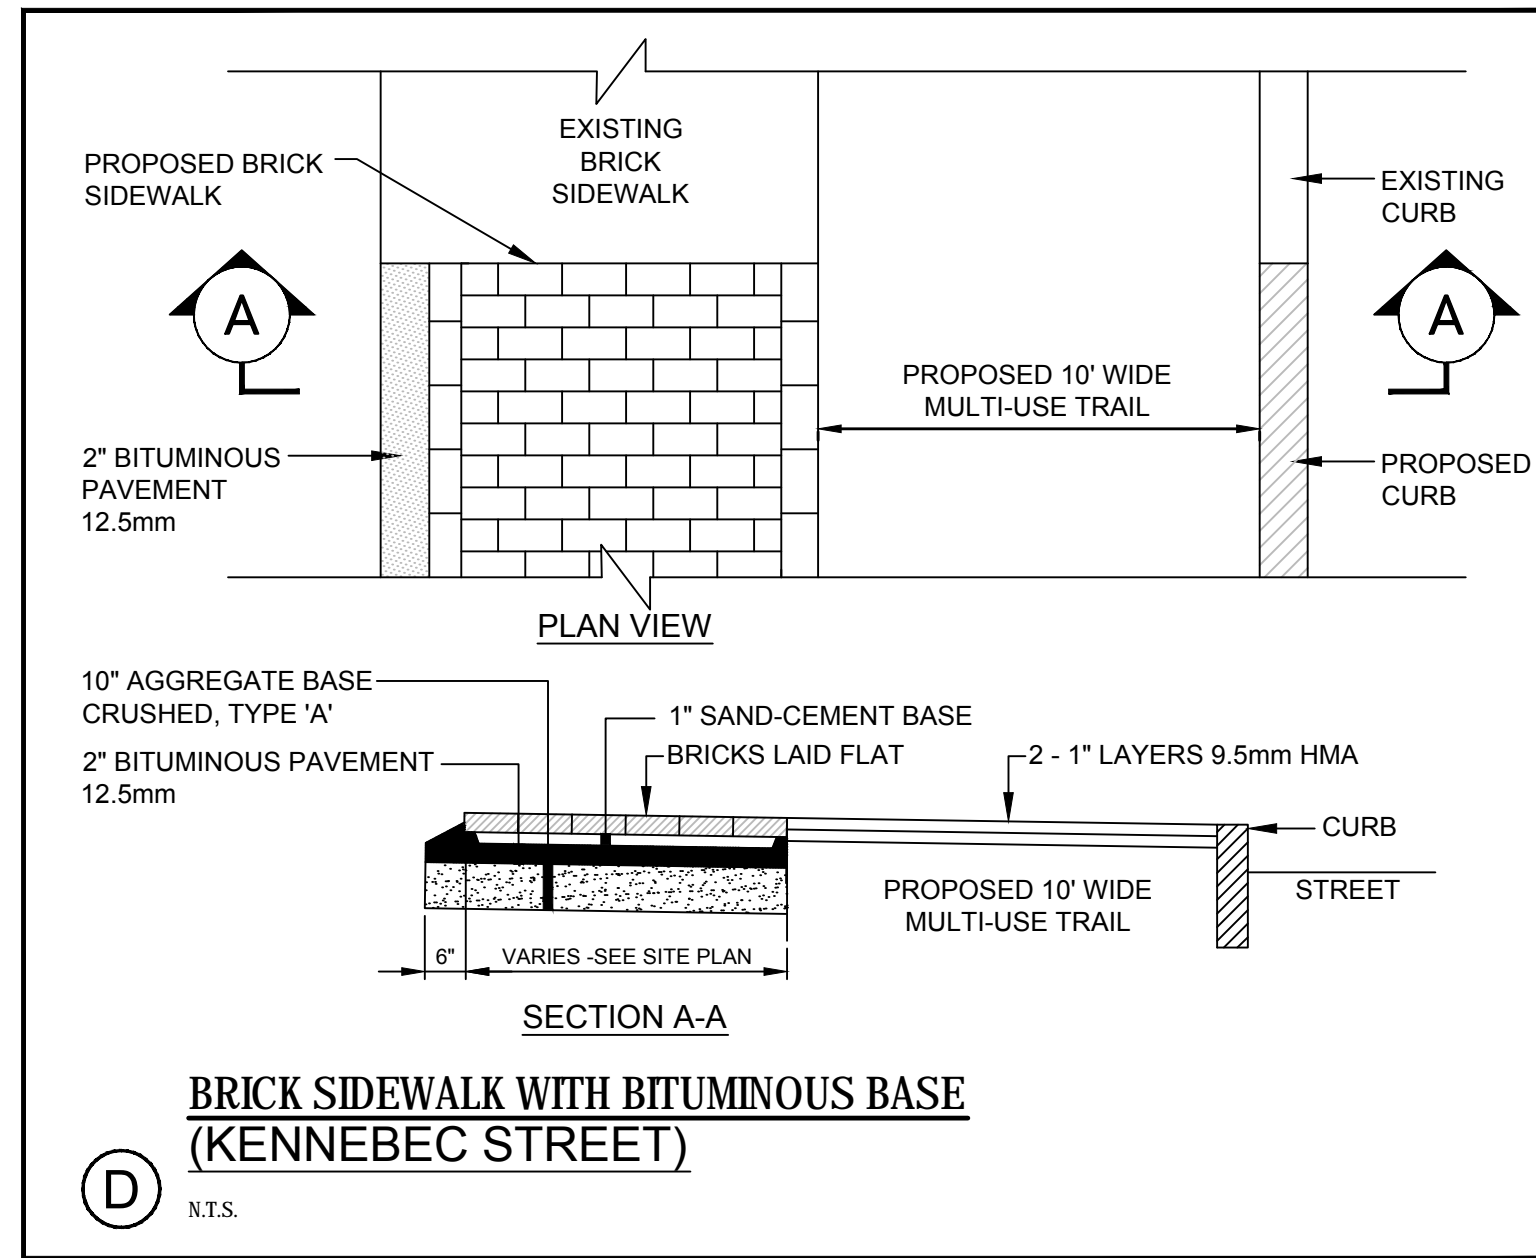 EXISTING
BRICK
SIDEWALK
PROPOSED BRICK
SIDEWALK
EXISTING
CURB
A
A
PROPOSED 10' WIDE
MULTI-USE TRAIL
2" BITUMINOUS
PAVEMENT
12.5mm
PROPOSED
CURB
PLAN VIEW
10" AGGREGATE BASE
CRUSHED, TYPE 'A'
2" BITUMINOUS PAVEMENT
12.5mm
1" SAND-CEMENT BASE
BRICKS LAID FLAT
2 - 1" LAYERS 9.5mm HMA
CURB
STREET
PROPOSED 10' WIDE
MULTI-USE TRAIL
6"
VARIES -SEE SITE PLAN
SECTION A-A
BRICK SIDEWALK WITH BITUMINOUS BASE
(KENNEBEC STREET)
D
N.T.S.